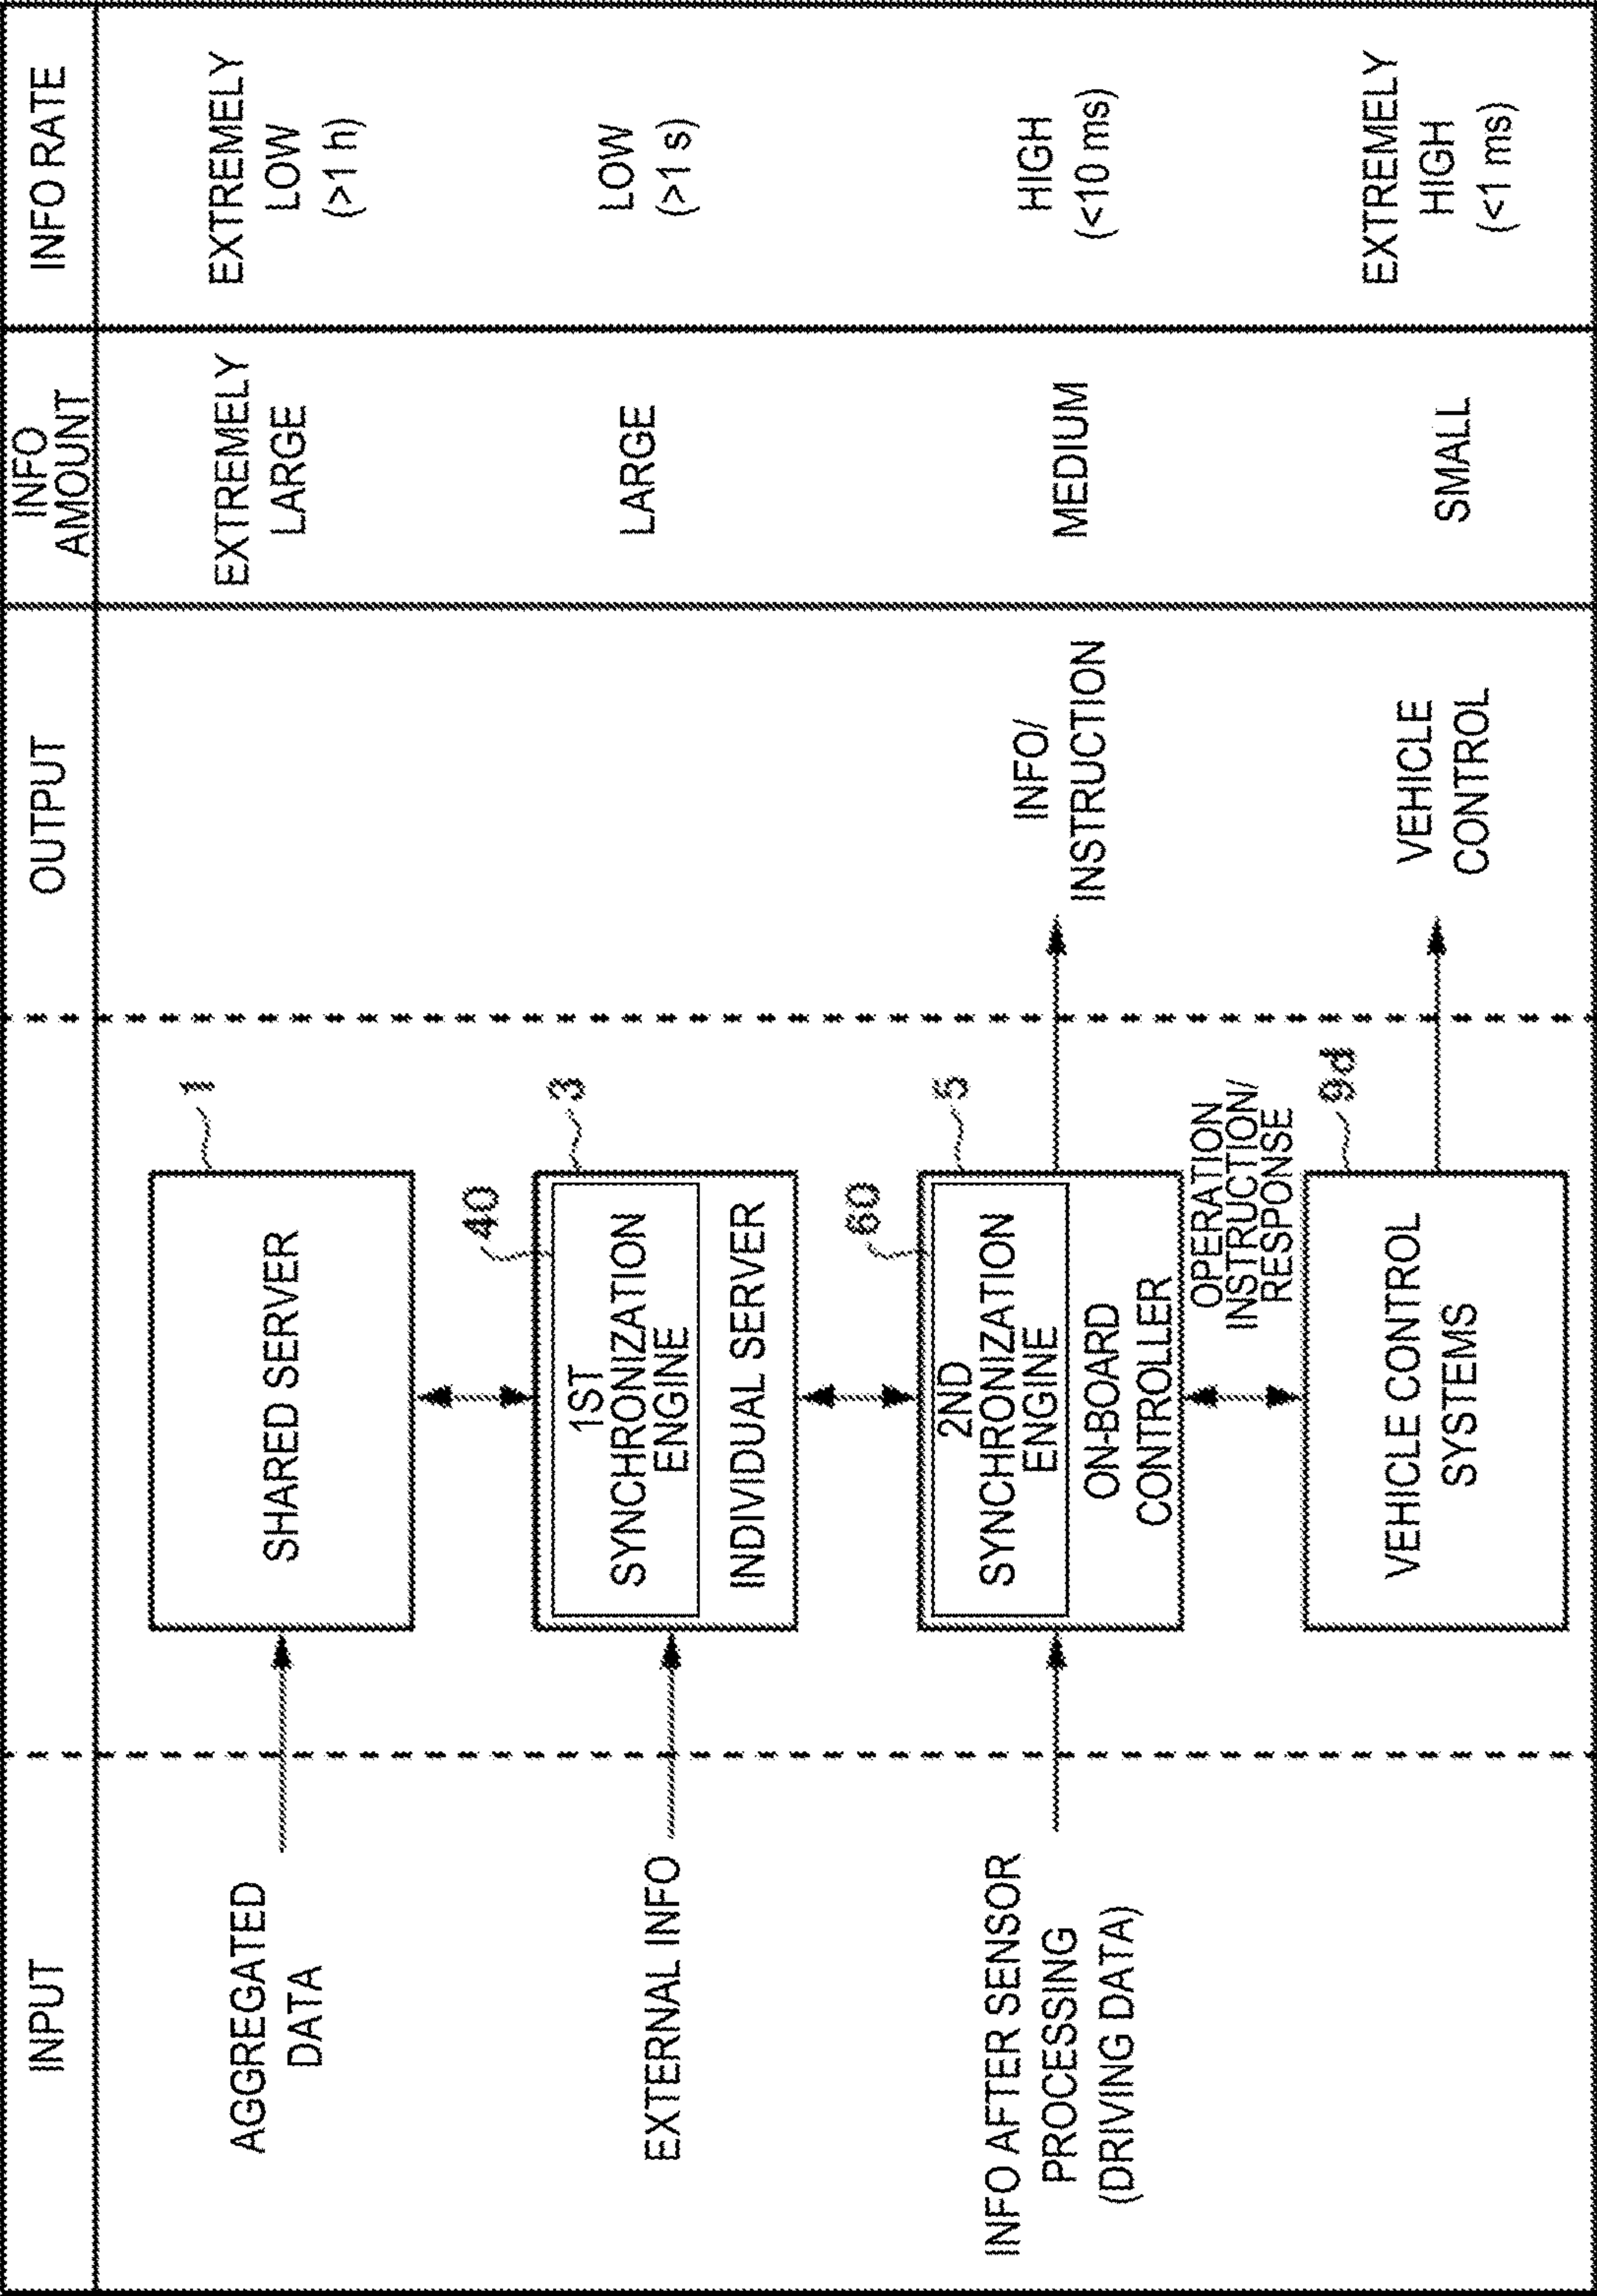 INPUT
OUTPUT
INFO
AMOUNT
INFO RATE
AGGREGATED
DATA
SHARED SERVER
1
EXTREMELY
LARGE
EXTREMELY
LOW
(>1 h)
EXTERNAL INFO
40
1ST
SYNCHRONIZATION
ENGINE
INDIVIDUAL SERVER
3
LARGE
LOW
(>1 s)
INFO AFTER SENSOR
PROCESSING
(DRIVING DATA)
60
2ND
SYNCHRONIZATION
ENGINE
ON-BOARD
CONTROLLER
5
INFO/
INSTRUCTION
MEDIUM
HIGH
(<10 ms)
OPERATION
INSTRUCTION/
RESPONSE
VEHICLE CONTROL
SYSTEMS
9d
VEHICLE
CONTROL
SMALL
EXTREMELY
HIGH
(<1 ms)